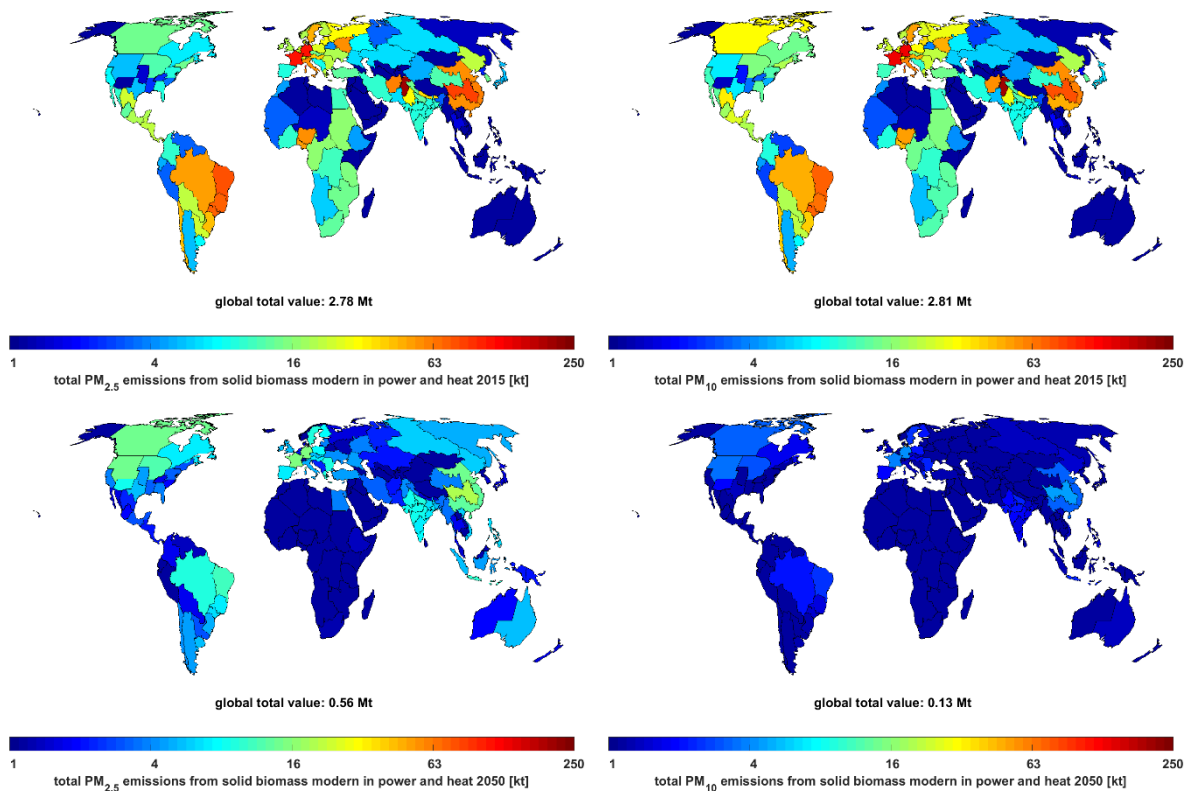 global total value: 2.78 Mt
1 4 16 63 250
total PM2.5 emissions from solid biomass modern in power and heat 2015 [kt]
global total value: 2.81 Mt
1 4 16 63 250
total PM10 emissions from solid biomass modern in power and heat 2015 [kt]
global total value: 0.56 Mt
1 4 16 63 250
total PM2.5 emissions from solid biomass modern in power and heat 2050 [kt]
global total value: 0.13 Mt
1 4 16 63 250
total PM10 emissions from solid biomass modern in power and heat 2050 [kt]